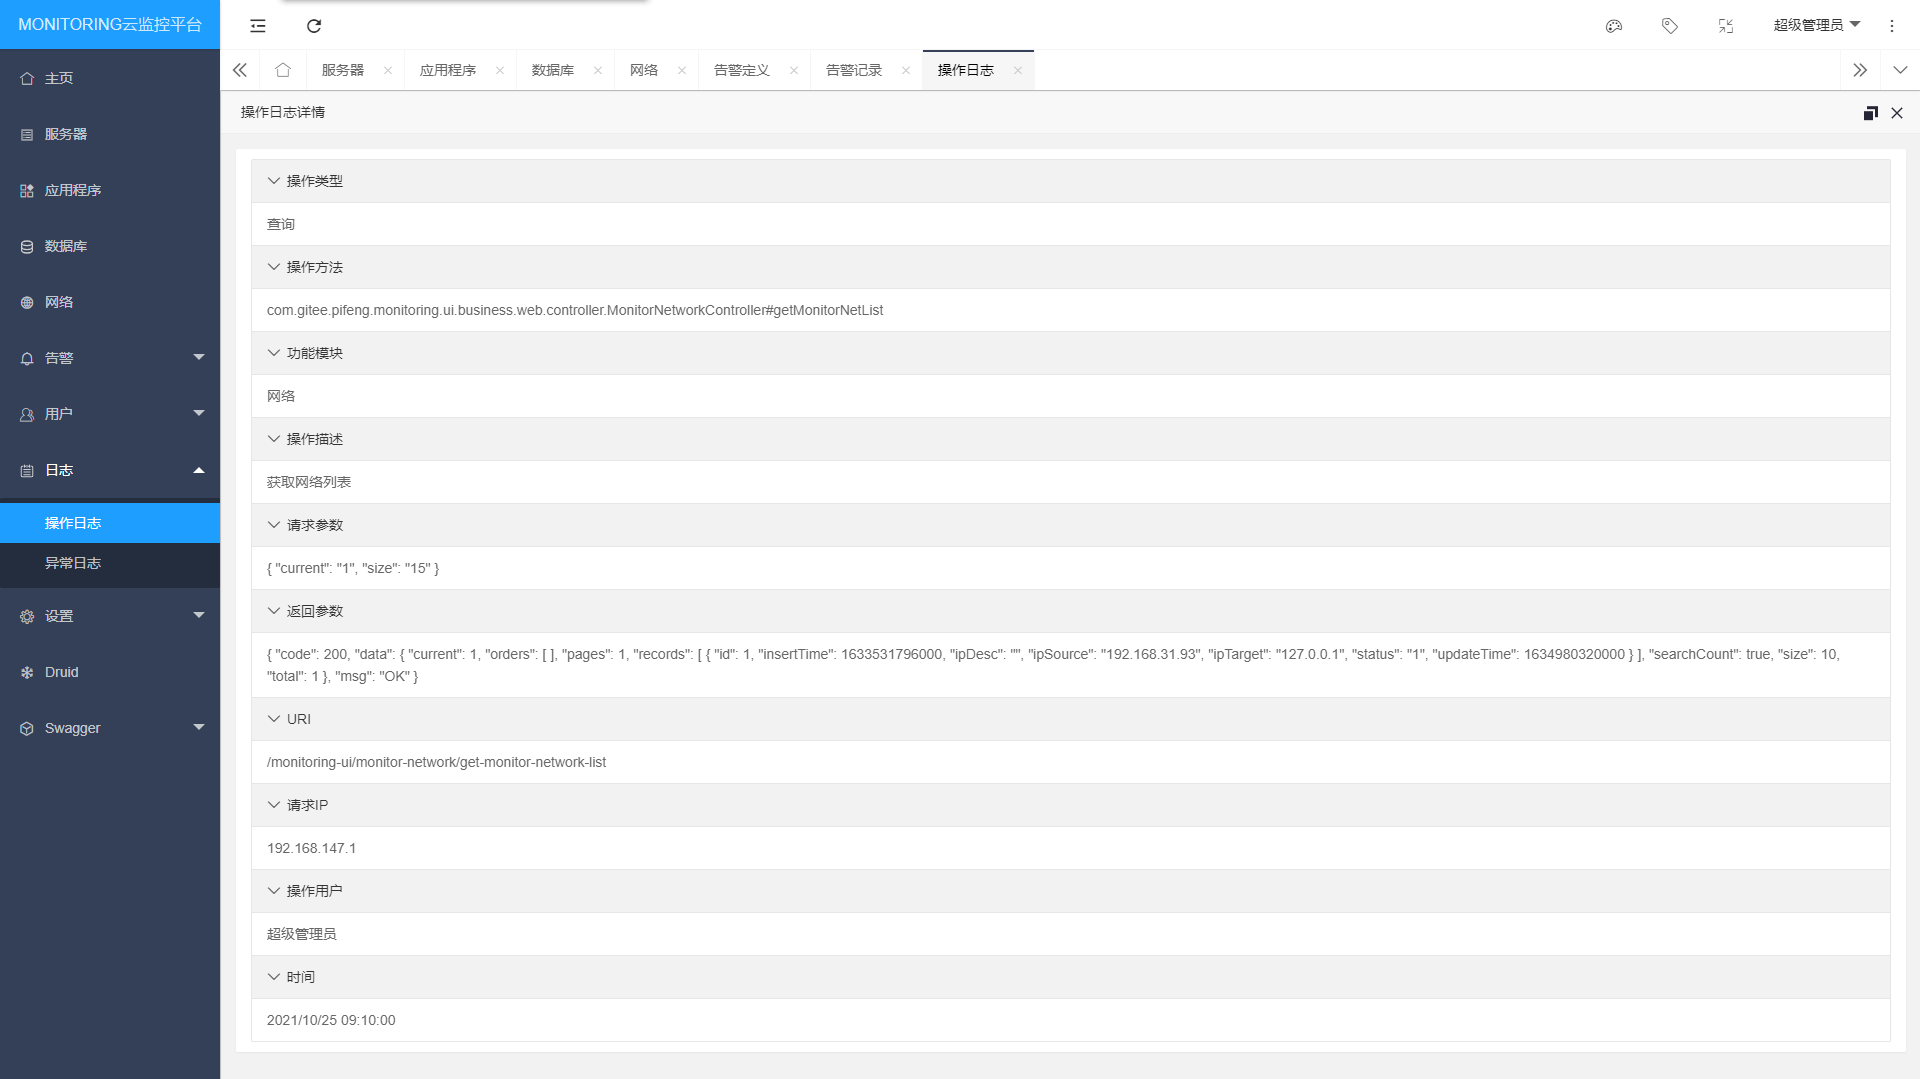 MONITORING云监控平台
超级管理员
主页
服务器
应用程序
数据库
网络
告警
用户
日志
操作日志
异常日志
设置
Druid
Swagger
服务器
应用程序
数据库
网络
告警定义
告警记录
操作日志
操作日志详情
操作类型
查询
操作方法
com.gitee.pifeng.monitoring.ui.business.web.controller.MonitorNetworkController#getMonitorNetList
功能模块
网络
操作描述
获取网络列表
请求参数
{ "current": "1", "size": "15" }
返回参数
{ "code": 200, "data": { "current": 1, "orders": [ ], "pages": 1, "records": [ { "id": 1, "insertTime": 1633531796000, "ipDesc": "", "ipSource": "192.168.31.93", "ipTarget": "127.0.0.1", "status": "1", "updateTime": 1634980320000 } ], "searchCount": true, "size": 10,
"total": 1 }, "msg": "OK" }
URI
/monitoring-ui/monitor-network/get-monitor-network-list
请求IP
192.168.147.1
操作用户
超级管理员
时间
2021/10/25 09:10:00